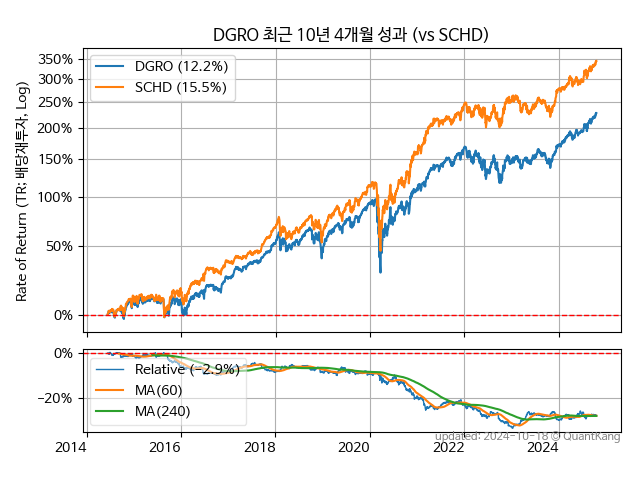 DGRO 최근 10년 4개월 성과 (vs SCHD)
Rate of Return (TR: 배당재투자, Log)
350%
300%
250%
200%
150%
100%
50%
0%
DGRO (12.2%)
SCHD (15.5%)
0%
−20%
Relative (−2.9%)
MA(60)
MA(240)
2014 2016 2018 2020 2022 2024
updated: 2024-10-18 © QuantKang